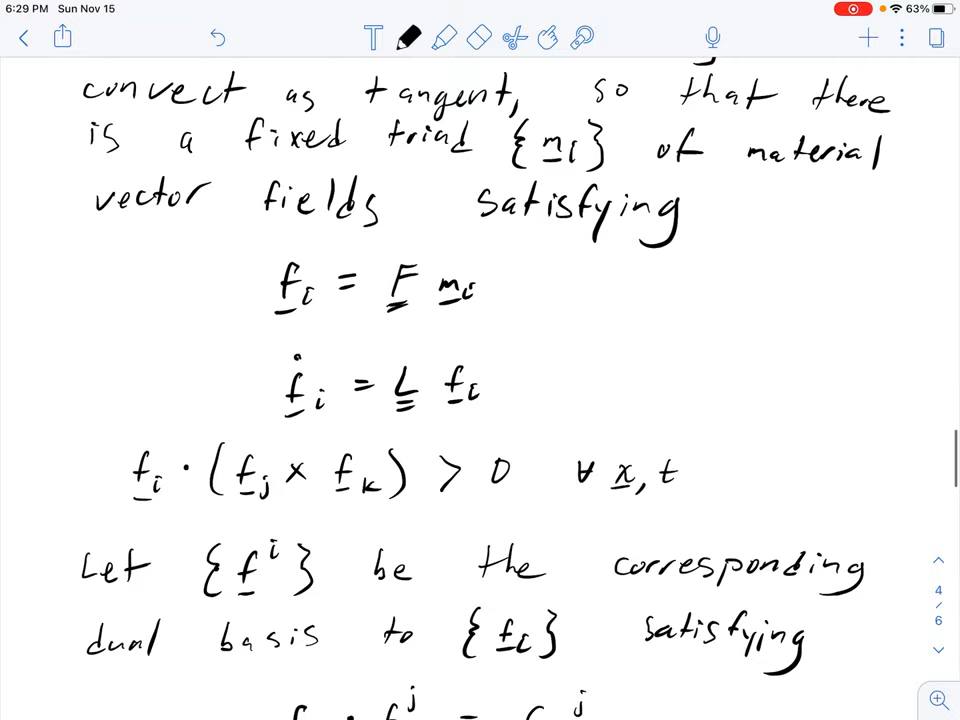 6:29 PM Sun Nov 15
63%
T
convect as tangent, so that there
is a fixed triad {m_i} of material
vector fields satisfying
f_i = F m_i
ḟ_i = L f_i
f_i · (f_j × f_k) > 0 ∀ x, t
Let {f^i} be the corresponding
dual basis to {f_i} satisfying
4
/
6